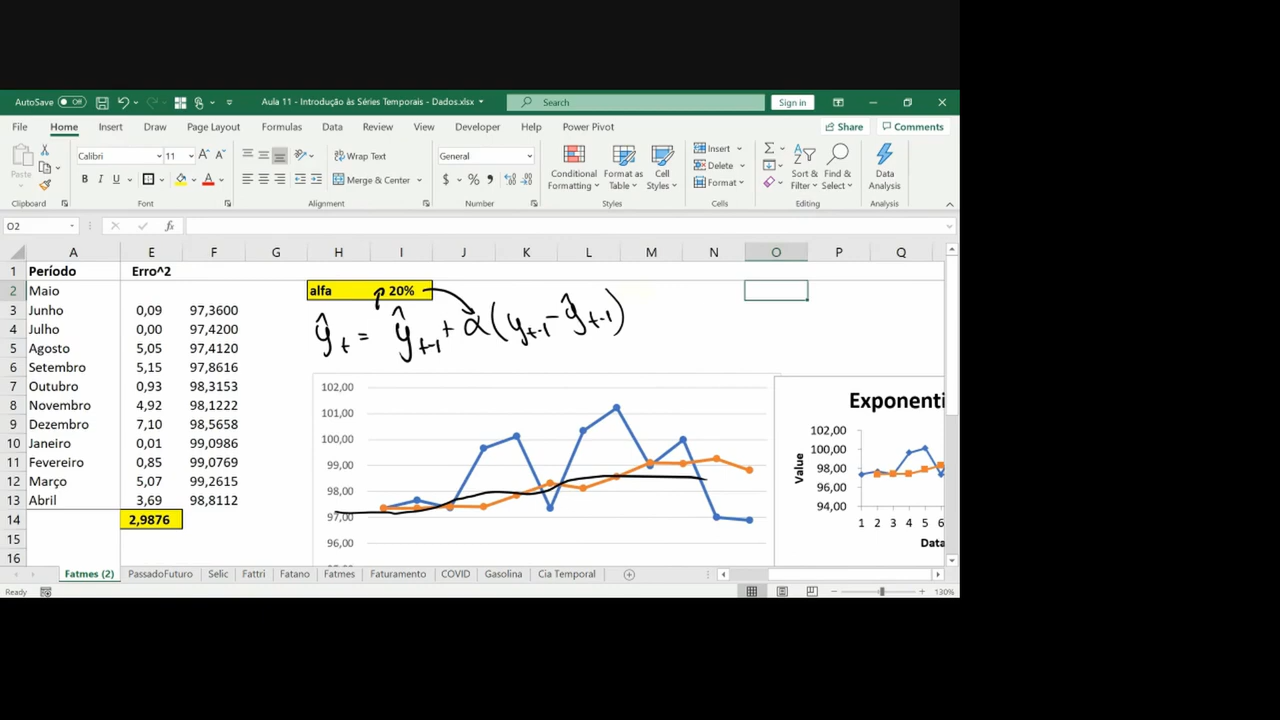 AutoSave Off Aula 11 - Introdução às Séries Temporais - Dados.xlsx Search Sign in
File Home Insert Draw Page Layout Formulas Data Review View Developer Help Power Pivot Share Comments
Paste Calibri 11 A A Wrap Text General Conditional Formatting Format as Table Cell Styles Insert Delete Format Sort & Filter Find & Select Data Analysis
B I U A Merge & Center $ %
Clipboard Font Alignment Number Styles Cells Editing Analysis
O2 fx
A E F G H I J K L M N O P Q
1 Período Erro^2
2 Maio alfa 20%
3 Junho 0,09 97,3600
4 Julho 0,00 97,4200
5 Agosto 5,05 97,4120
6 Setembro 5,15 97,8616
7 Outubro 0,93 98,3153
8 Novembro 4,92 98,1222
9 Dezembro 7,10 98,5658
10 Janeiro 0,01 99,0986
11 Fevereiro 0,85 99,0769
12 Março 5,07 99,2615
13 Abril 3,69 98,8112
14 2,9876
15
16
ŷt = ŷt-1 + α(yt-1 - ŷt-1)
102,00
101,00
100,00
99,00
98,00
97,00
96,00
Exponenti
Value
102,00
100,00
98,00
96,00
94,00
1 2 3 4 5 6
Data
Fatmes (2) PassadoFuturo Selic Fattri Fatano Fatmes Faturamento COVID Gasolina Cia Temporal
Ready 130%